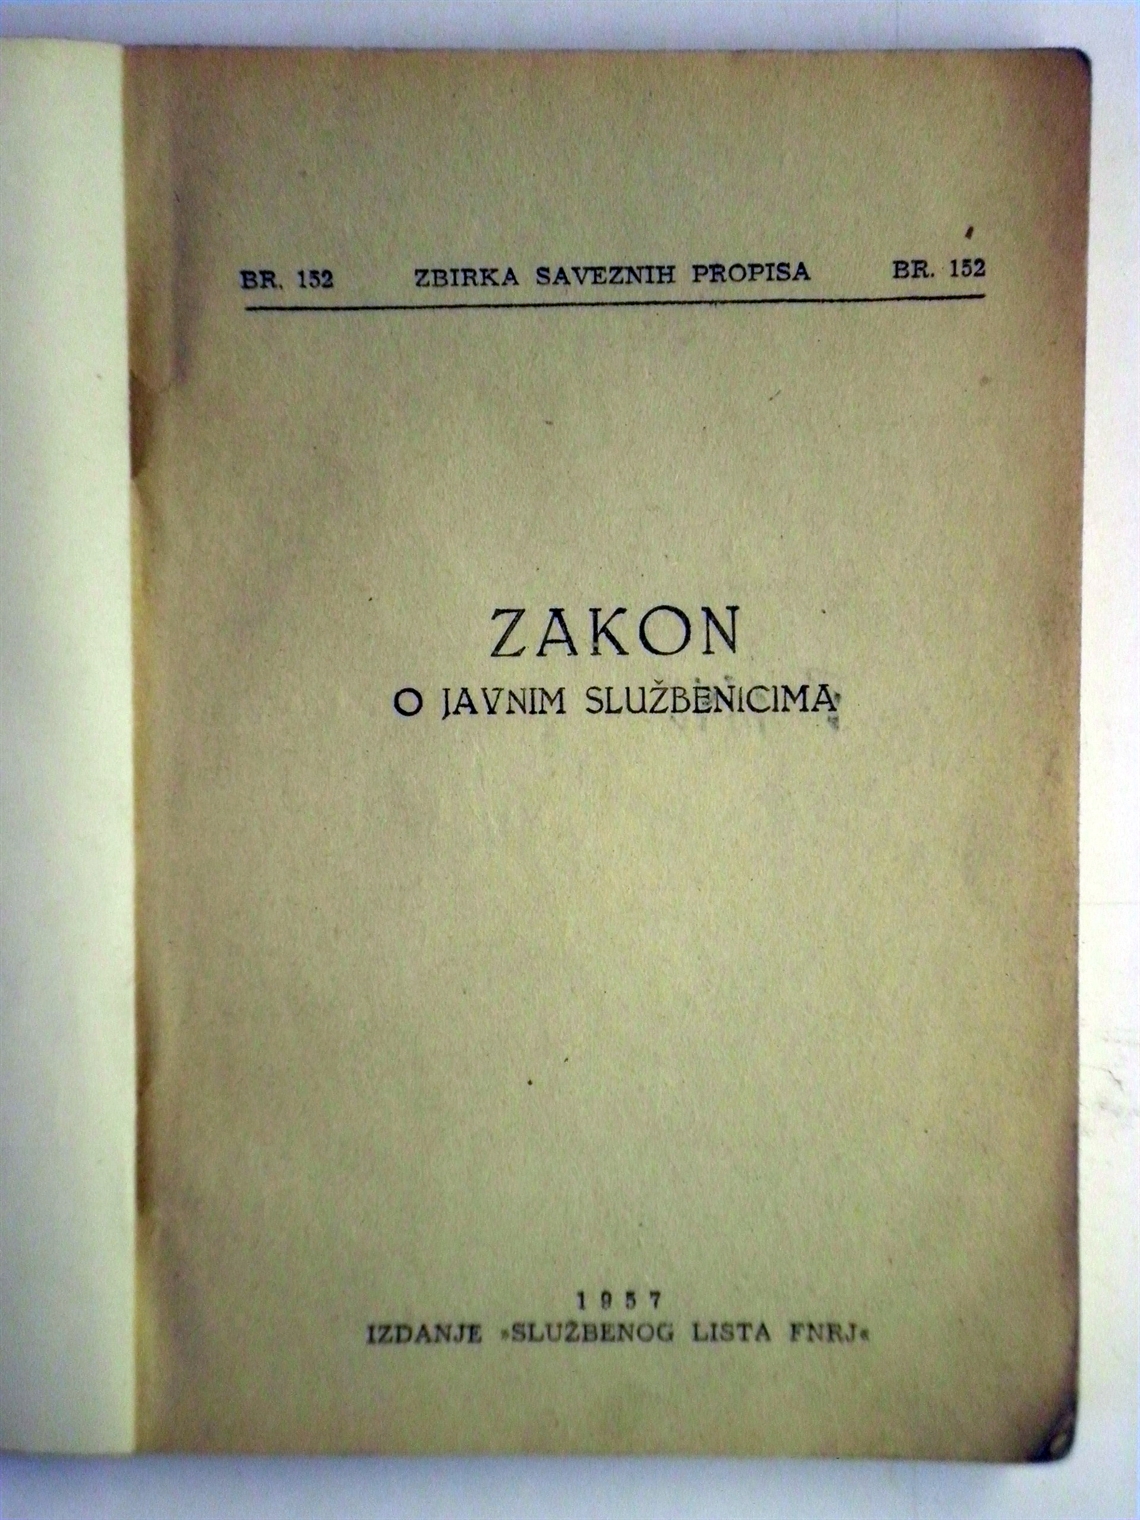 BR. 152 ZBIRKA SAVEZNIH PROPISA BR. 152
ZAKON
O JAVNIM SLUŽBENICIMA
1957
IZDANJE »SLUŽBENOG LISTA FNRJ«